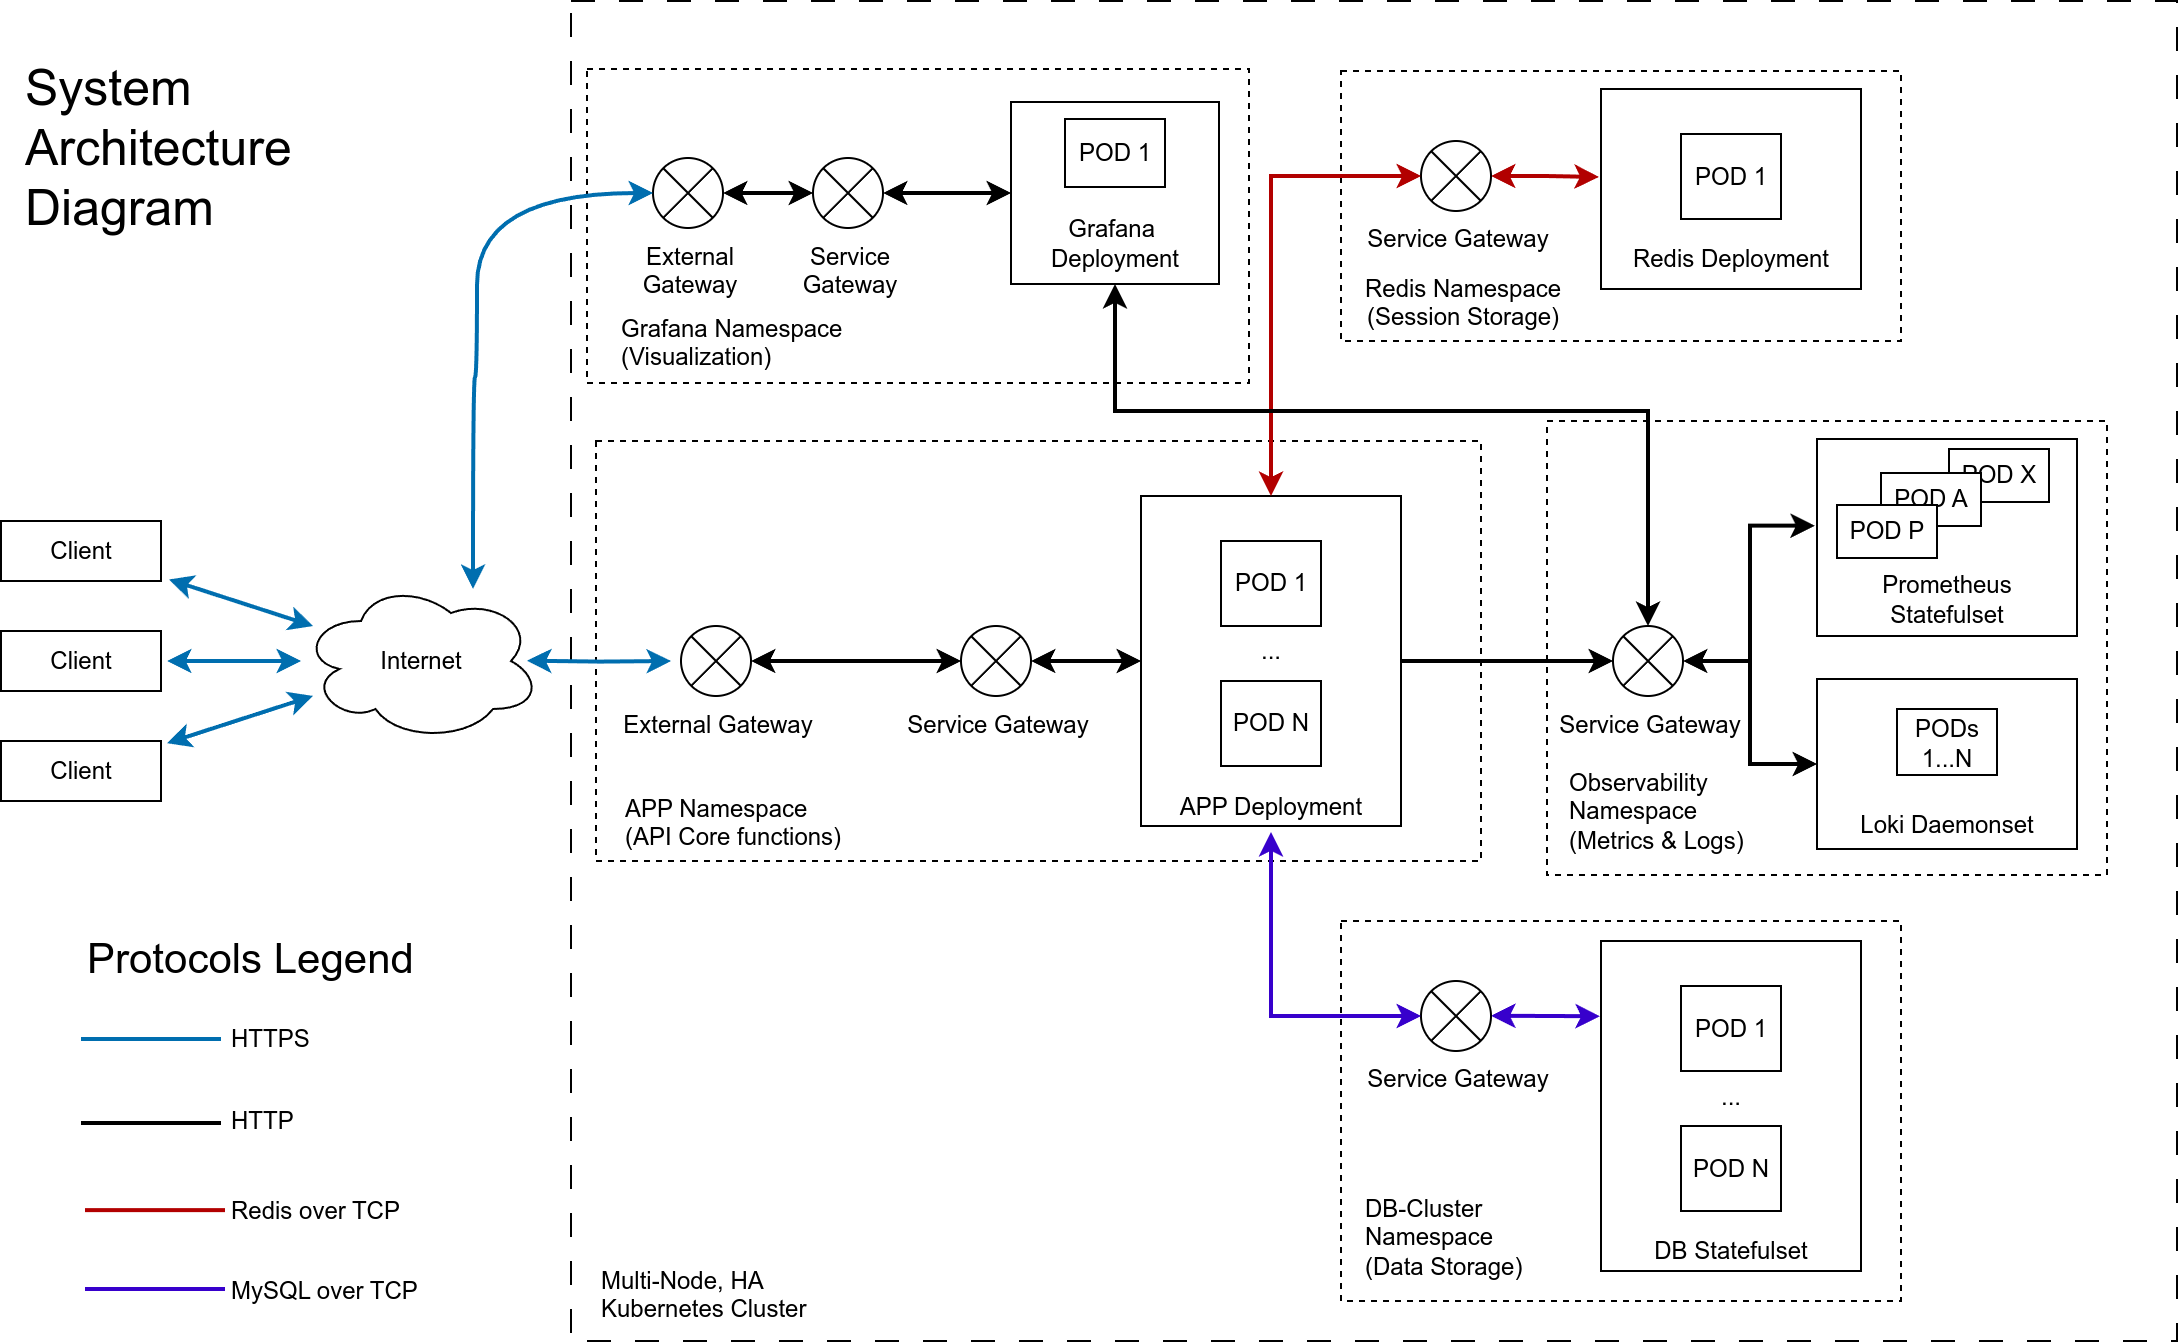 System
Architecture
Diagram
POD 1
Grafana
Deployment
External
Gateway
Service
Gateway
Grafana Namespace
(Visualization)
POD 1
Redis Deployment
Service Gateway
Redis Namespace
(Session Storage)
Client
Client
Client
Internet
External Gateway
Service Gateway
POD 1
...
POD N
APP Deployment
APP Namespace
(API Core functions)
POD X
POD A
POD P
Prometheus
Statefulset
Service Gateway
PODs
1...N
Loki Daemonset
Observability
Namespace
(Metrics & Logs)
Protocols Legend
HTTPS
HTTP
Redis over TCP
MySQL over TCP
Service Gateway
POD 1
...
POD N
DB Statefulset
DB-Cluster
Namespace
(Data Storage)
Multi-Node, HA
Kubernetes Cluster